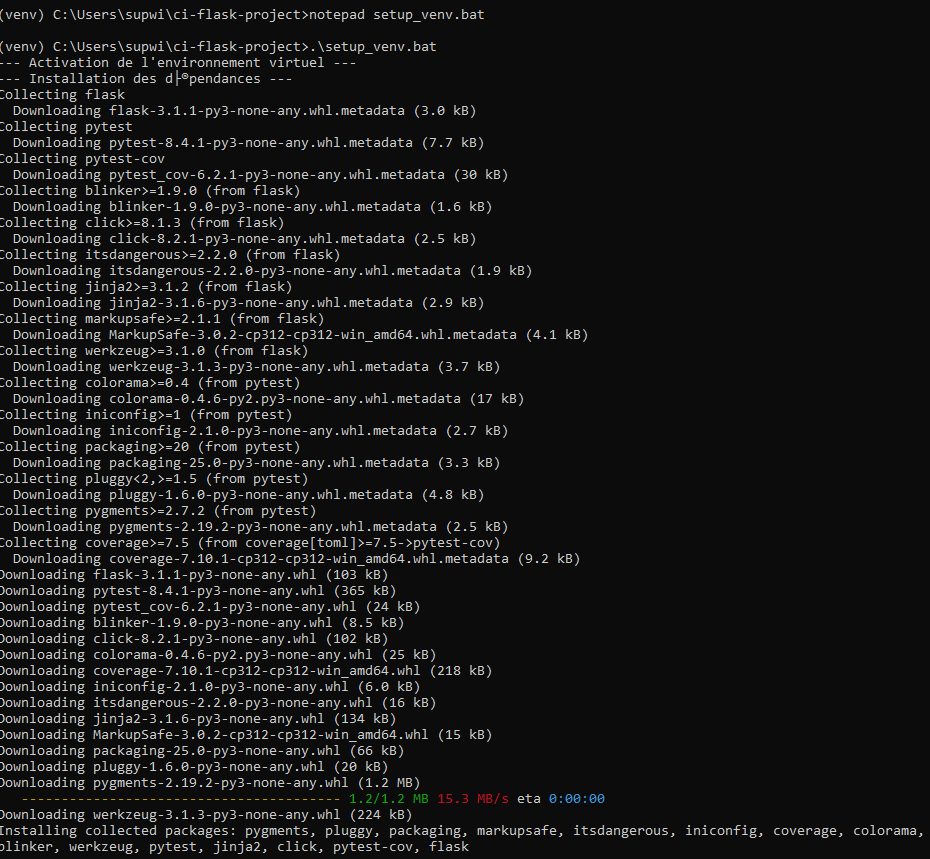 (venv) C:\Users\supwi\ci-flask-project>notepad setup_venv.bat
(venv) C:\Users\supwi\ci-flask-project>.\setup_venv.bat
--- Activation de l'environnement virtuel ---
--- Installation des d├®pendances ---
Collecting flask
  Downloading flask-3.1.1-py3-none-any.whl.metadata (3.0 kB)
Collecting pytest
  Downloading pytest-8.4.1-py3-none-any.whl.metadata (7.7 kB)
Collecting pytest-cov
  Downloading pytest_cov-6.2.1-py3-none-any.whl.metadata (30 kB)
Collecting blinker>=1.9.0 (from flask)
  Downloading blinker-1.9.0-py3-none-any.whl.metadata (1.6 kB)
Collecting click>=8.1.3 (from flask)
  Downloading click-8.2.1-py3-none-any.whl.metadata (2.5 kB)
Collecting itsdangerous>=2.2.0 (from flask)
  Downloading itsdangerous-2.2.0-py3-none-any.whl.metadata (1.9 kB)
Collecting jinja2>=3.1.2 (from flask)
  Downloading jinja2-3.1.6-py3-none-any.whl.metadata (2.9 kB)
Collecting markupsafe>=2.1.1 (from flask)
  Downloading MarkupSafe-3.0.2-cp312-cp312-win_amd64.whl.metadata (4.1 kB)
Collecting werkzeug>=3.1.0 (from flask)
  Downloading werkzeug-3.1.3-py3-none-any.whl.metadata (3.7 kB)
Collecting colorama>=0.4 (from pytest)
  Downloading colorama-0.4.6-py2.py3-none-any.whl.metadata (17 kB)
Collecting iniconfig>=1 (from pytest)
  Downloading iniconfig-2.1.0-py3-none-any.whl.metadata (2.7 kB)
Collecting packaging>=20 (from pytest)
  Downloading packaging-25.0-py3-none-any.whl.metadata (3.3 kB)
Collecting pluggy<2,>=1.5 (from pytest)
  Downloading pluggy-1.6.0-py3-none-any.whl.metadata (4.8 kB)
Collecting pygments>=2.7.2 (from pytest)
  Downloading pygments-2.19.2-py3-none-any.whl.metadata (2.5 kB)
Collecting coverage>=7.5 (from coverage[toml]>=7.5->pytest-cov)
  Downloading coverage-7.10.1-cp312-cp312-win_amd64.whl.metadata (9.2 kB)
Downloading flask-3.1.1-py3-none-any.whl (103 kB)
Downloading pytest-8.4.1-py3-none-any.whl (365 kB)
Downloading pytest_cov-6.2.1-py3-none-any.whl (24 kB)
Downloading blinker-1.9.0-py3-none-any.whl (8.5 kB)
Downloading click-8.2.1-py3-none-any.whl (102 kB)
Downloading colorama-0.4.6-py2.py3-none-any.whl (25 kB)
Downloading coverage-7.10.1-cp312-cp312-win_amd64.whl (218 kB)
Downloading iniconfig-2.1.0-py3-none-any.whl (6.0 kB)
Downloading itsdangerous-2.2.0-py3-none-any.whl (16 kB)
Downloading jinja2-3.1.6-py3-none-any.whl (134 kB)
Downloading MarkupSafe-3.0.2-cp312-cp312-win_amd64.whl (15 kB)
Downloading packaging-25.0-py3-none-any.whl (66 kB)
Downloading pluggy-1.6.0-py3-none-any.whl (20 kB)
Downloading pygments-2.19.2-py3-none-any.whl (1.2 MB)
   ---------------------------------------- 1.2/1.2 MB 15.3 MB/s eta 0:00:00
Downloading werkzeug-3.1.3-py3-none-any.whl (224 kB)
Installing collected packages: pygments, pluggy, packaging, markupsafe, itsdangerous, iniconfig, coverage, colorama,
blinker, werkzeug, pytest, jinja2, click, pytest-cov, flask